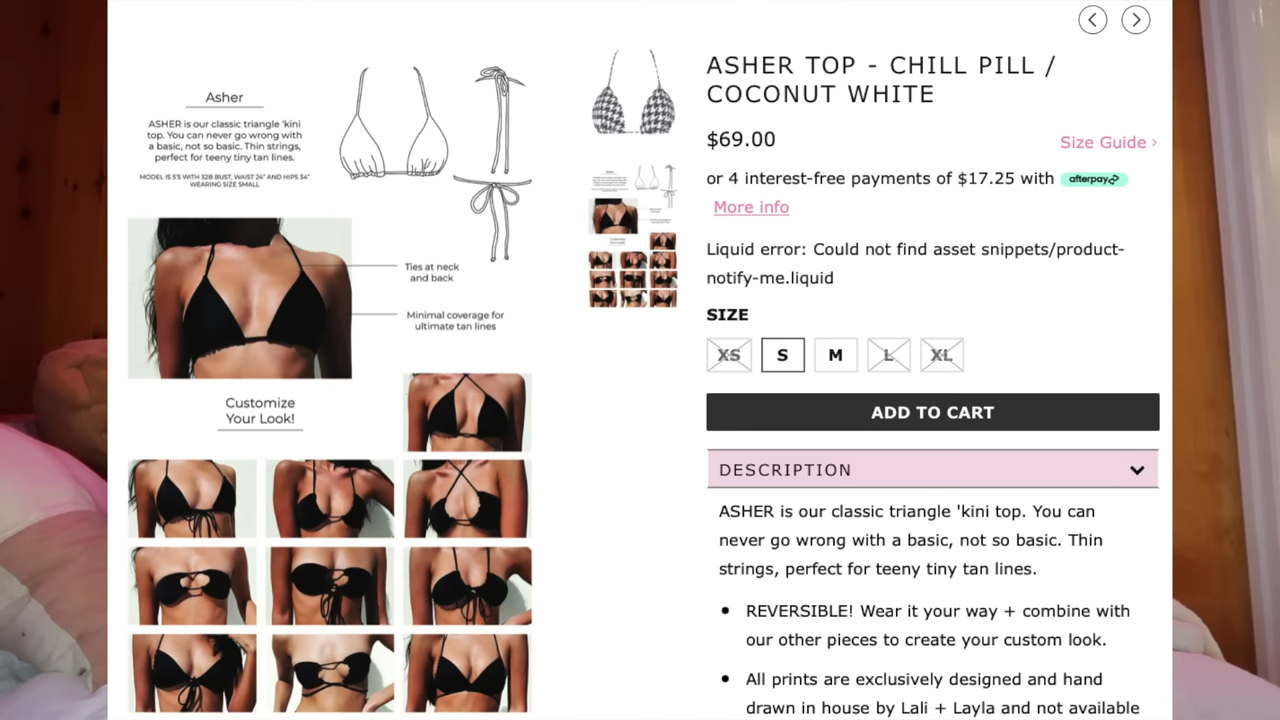 Asher
ASHER is our classic triangle 'kini
top. You can never go wrong with
a basic, not so basic. Thin strings,
perfect for teeny tiny tan lines.
MODEL IS 5'5 WITH 32B BUST, WAIST 24" AND HIPS 34"
WEARING SIZE SMALL
Ties at neck
and back
Minimal coverage for
ultimate tan lines
Customize
Your Look!
ASHER TOP - CHILL PILL /
COCONUT WHITE
$69.00
Size Guide ›
or 4 interest-free payments of $17.25 with afterpay
More info
Liquid error: Could not find asset snippets/product-
notify-me.liquid
SIZE
XS S M L XL
ADD TO CART
DESCRIPTION
ASHER is our classic triangle 'kini top. You can
never go wrong with a basic, not so basic. Thin
strings, perfect for teeny tiny tan lines.
• REVERSIBLE! Wear it your way + combine with
our other pieces to create your custom look.
• All prints are exclusively designed and hand
drawn in house by Lali + Layla and not available